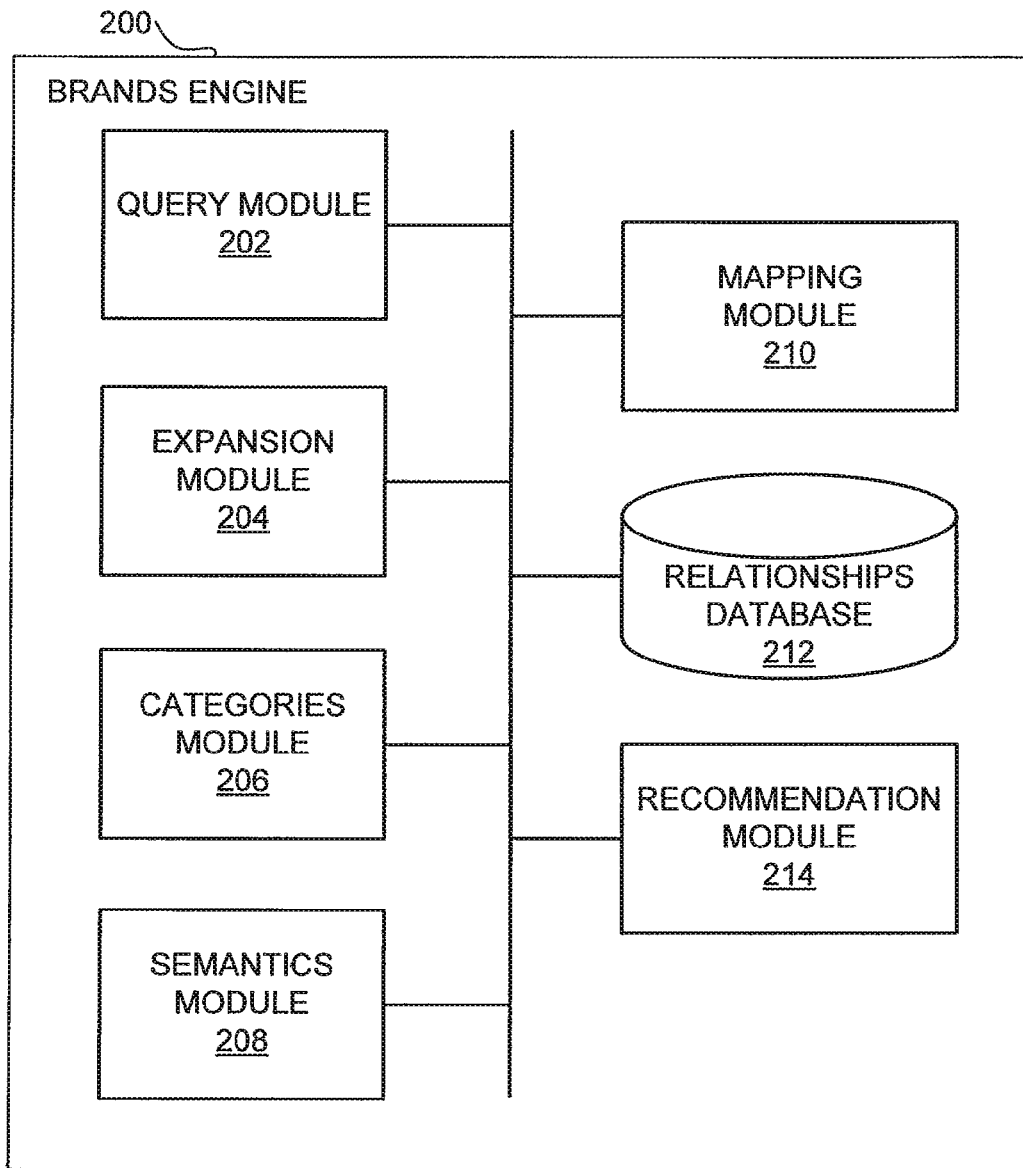 200
BRANDS ENGINE
QUERY MODULE
202
EXPANSION
MODULE
204
CATEGORIES
MODULE
206
SEMANTICS
MODULE
208
MAPPING
MODULE
210
RELATIONSHIPS
DATABASE
212
RECOMMENDATION
MODULE
214